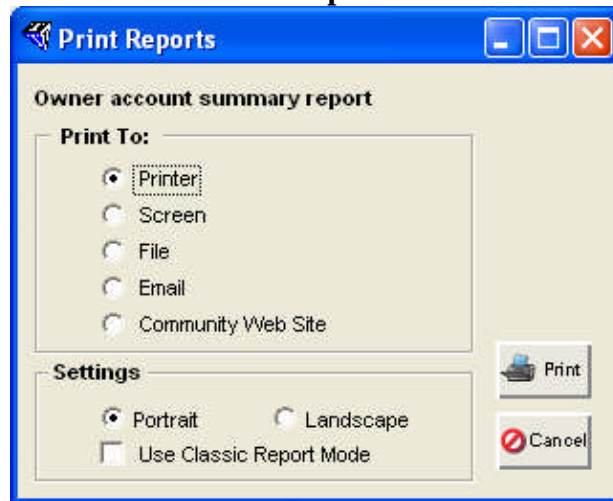 Print Reports
Owner account summary report
Print To:
Printer
Screen
File
Email
Community Web Site
Settings
Portrait Landscape
Use Classic Report Mode
Print
Cancel